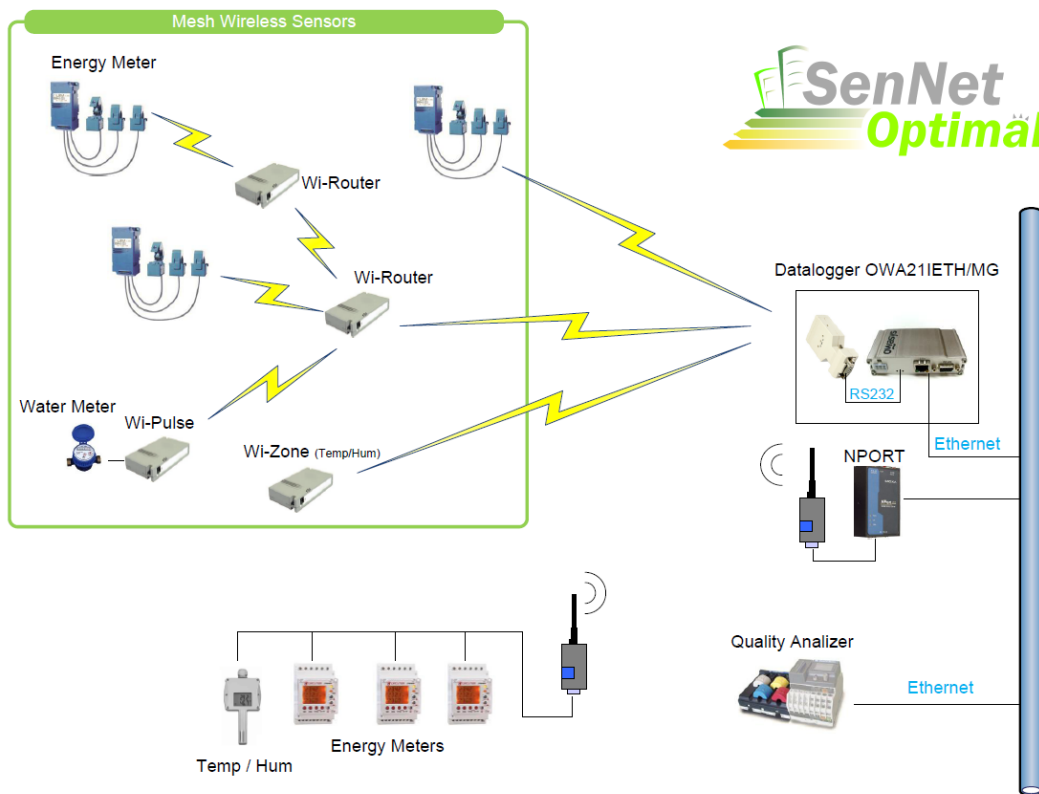 Mesh Wireless Sensors
Energy Meter
SenNet
Optimal
Wi-Router
Wi-Router
Datalogger OWA21IETH/MG
RS232
Water Meter
Wi-Pulse
Wi-Zone (Temp/Hum)
Ethernet
NPORT
Quality Analizer
Ethernet
Energy Meters
Temp / Hum